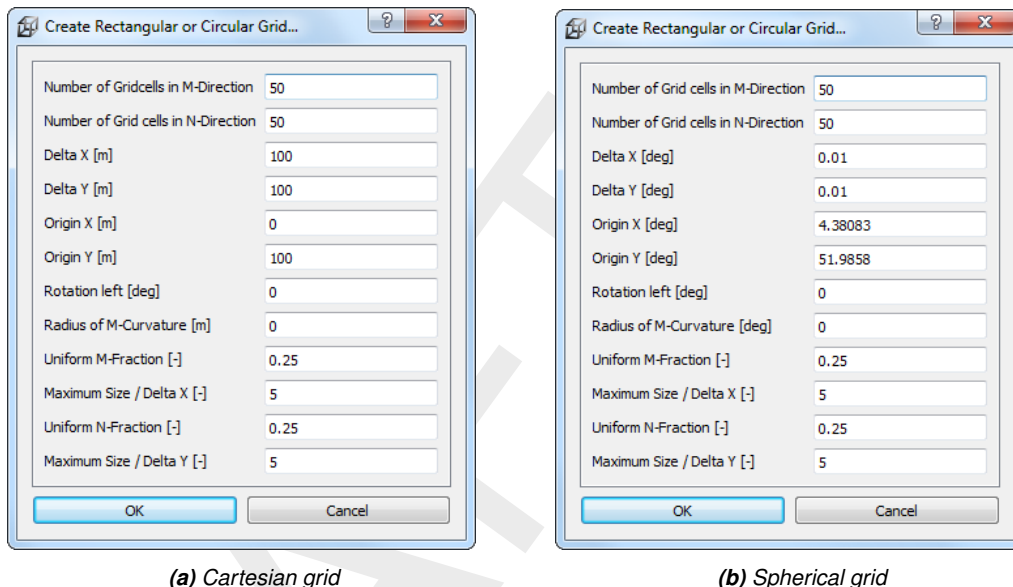 Create Rectangular or Circular Grid...
Number of Gridcells in M-Direction 50
Number of Grid cells in N-Direction 50
Delta X [m] 100
Delta Y [m] 100
Origin X [m] 0
Origin Y [m] 100
Rotation left [deg] 0
Radius of M-Curvature [m] 0
Uniform M-Fraction [-] 0.25
Maximum Size / Delta X [-] 5
Uniform N-Fraction [-] 0.25
Maximum Size / Delta Y [-] 5
OK Cancel
(a) Cartesian grid
Create Rectangular or Circular Grid...
Number of Grid cells in M-Direction 50
Number of Grid cells in N-Direction 50
Delta X [deg] 0.01
Delta Y [deg] 0.01
Origin X [deg] 4.38083
Origin Y [deg] 51.9858
Rotation left [deg] 0
Radius of M-Curvature [deg] 0
Uniform M-Fraction [-] 0.25
Maximum Size / Delta X [-] 5
Uniform N-Fraction [-] 0.25
Maximum Size / Delta Y [-] 5
OK Cancel
(b) Spherical grid